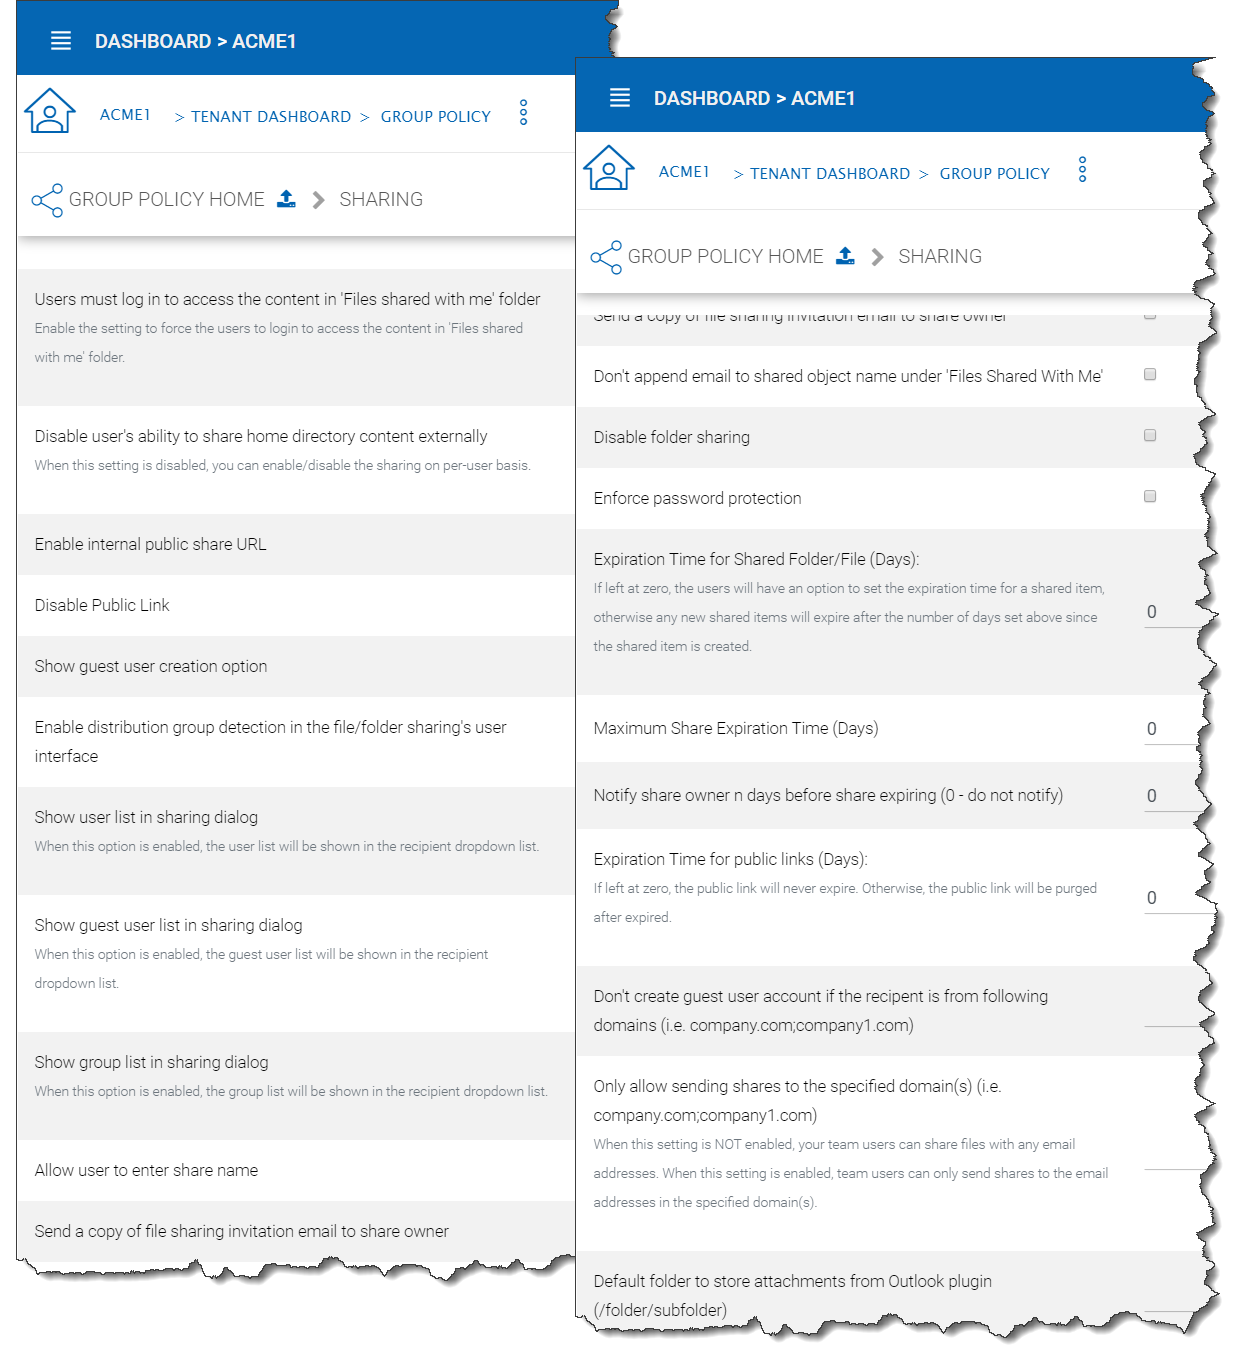 DASHBOARD > ACME1
ACME1 > TENANT DASHBOARD > GROUP POLICY
GROUP POLICY HOME > SHARING
Users must log in to access the content in 'Files shared with me' folder
Enable the setting to force the users to login to access the content in 'Files shared
with me' folder.
Disable user's ability to share home directory content externally
When this setting is disabled, you can enable/disable the sharing on per-user basis.
Enable internal public share URL
Disable Public Link
Show guest user creation option
Enable distribution group detection in the file/folder sharing's user
interface
Show user list in sharing dialog
When this option is enabled, the user list will be shown in the recipient dropdown list.
Show guest user list in sharing dialog
When this option is enabled, the guest user list will be shown in the recipient
dropdown list.
Show group list in sharing dialog
When this option is enabled, the group list will be shown in the recipient dropdown list.
Allow user to enter share name
Send a copy of file sharing invitation email to share owner
DASHBOARD > ACME1
ACME1 > TENANT DASHBOARD > GROUP POLICY
GROUP POLICY HOME > SHARING
Send a copy of file sharing invitation email to share owner
Don't append email to shared object name under 'Files Shared With Me'
Disable folder sharing
Enforce password protection
Expiration Time for Shared Folder/File (Days):
If left at zero, the users will have an option to set the expiration time for a shared item,
otherwise any new shared items will expire after the number of days set above since
the shared item is created.
0
Maximum Share Expiration Time (Days) 0
Notify share owner n days before share expiring (0 - do not notify) 0
Expiration Time for public links (Days):
If left at zero, the public link will never expire. Otherwise, the public link will be purged
after expired.
0
Don't create guest user account if the recipent is from following
domains (i.e. company.com;company1.com)
Only allow sending shares to the specified domain(s) (i.e.
company.com;company1.com)
When this setting is NOT enabled, your team users can share files with any email
addresses. When this setting is enabled, team users can only send shares to the email
addresses in the specified domain(s).
Default folder to store attachments from Outlook plugin
(/folder/subfolder)